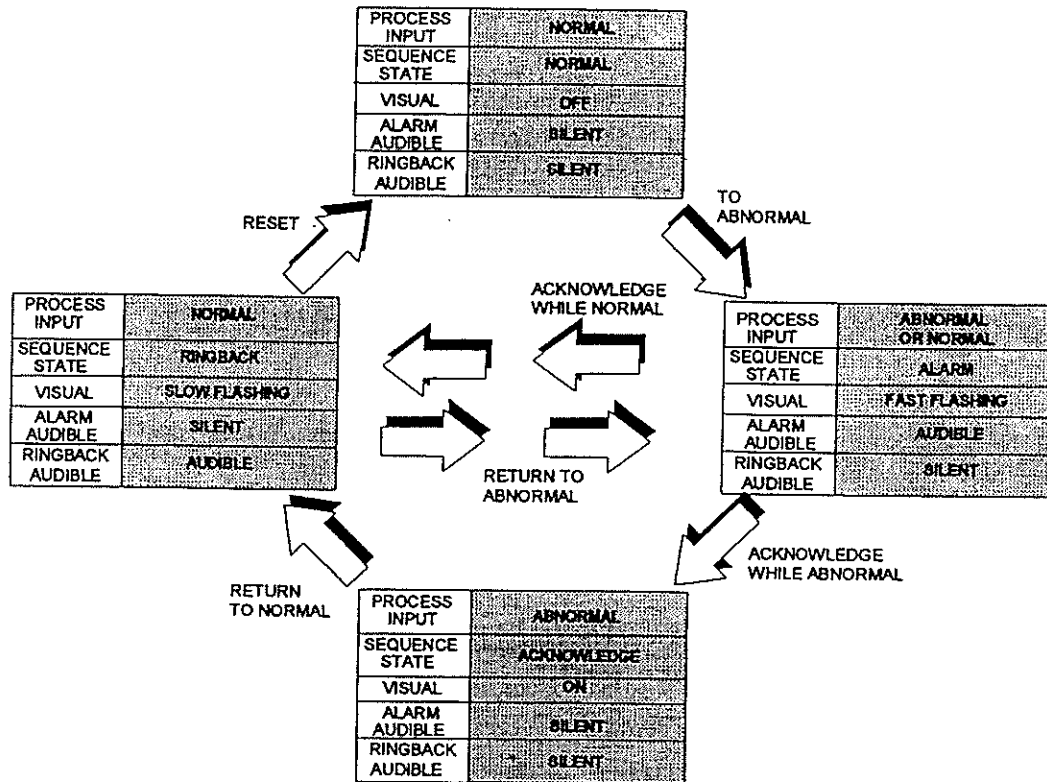 PROCESS INPUT NORMAL
SEQUENCE STATE NORMAL
VISUAL OFF
ALARM AUDIBLE SILENT
RINGBACK AUDIBLE SILENT
RESET
TO
ABNORMAL
PROCESS INPUT NORMAL
SEQUENCE STATE RINGBACK
VISUAL SLOW FLASHING
ALARM AUDIBLE SILENT
RINGBACK AUDIBLE AUDIBLE
ACKNOWLEDGE
WHILE NORMAL
RETURN TO
ABNORMAL
PROCESS INPUT ABNORMAL OR NORMAL
SEQUENCE STATE ALARM
VISUAL FAST FLASHING
ALARM AUDIBLE AUDIBLE
RINGBACK AUDIBLE SILENT
RETURN
TO NORMAL
ACKNOWLEDGE
WHILE ABNORMAL
PROCESS INPUT ABNORMAL
SEQUENCE STATE ACKNOWLEDGE
VISUAL ON
ALARM AUDIBLE SILENT
RINGBACK AUDIBLE SILENT